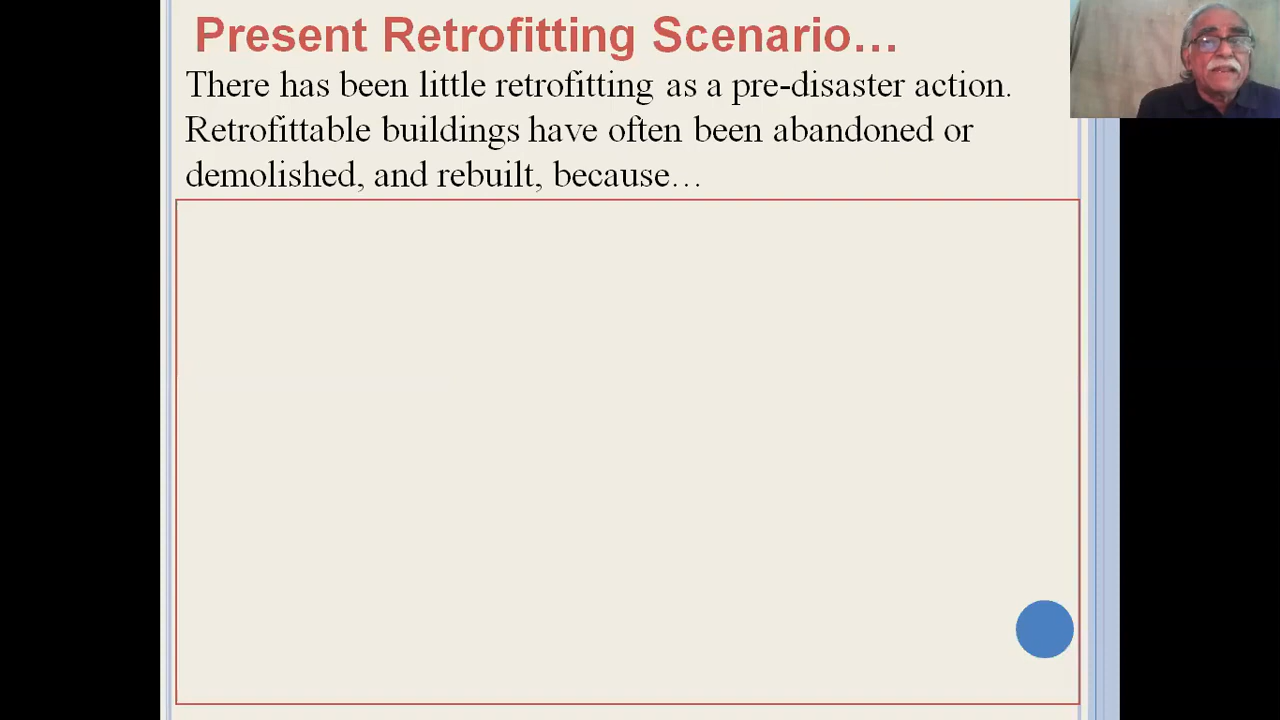 Present Retrofitting Scenario…
There has been little retrofitting as a pre-disaster action.
Retrofittable buildings have often been abandoned or
demolished, and rebuilt, because…